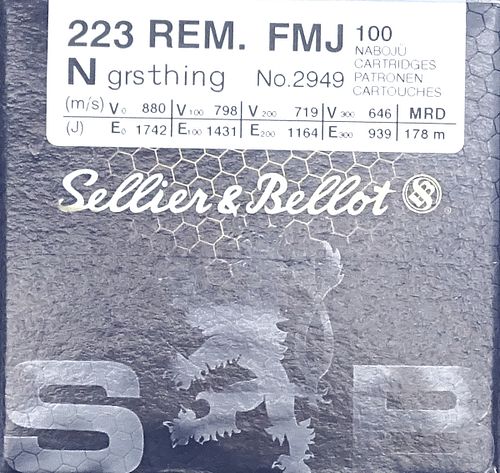 223 REM. FMJ 100
NABOJŮ
CARTRIDGES
N grsthing No.2949 PATRONEN
CARTOUCHES
(m/s) V0 880 V100 798 V200 719 V300 646 MRD
(J) E0 1742 E100 1431 E200 1164 E300 939 178 m
Sellier & Bellot SB
S P